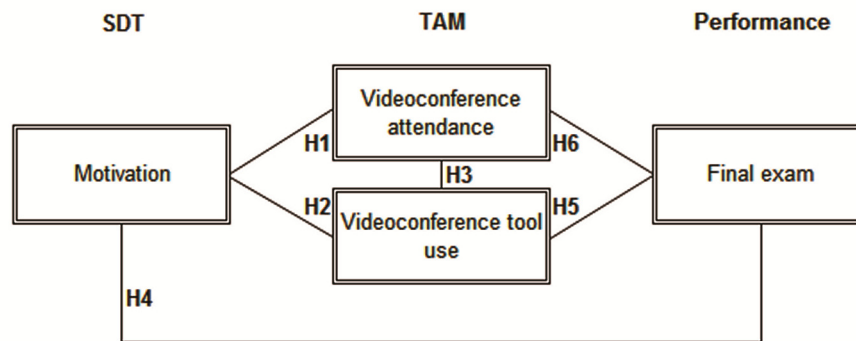 SDT
TAM
Performance
Videoconference
attendance
H1
H6
Motivation
H3
Final exam
H2
Videoconference tool
use
H5
H4